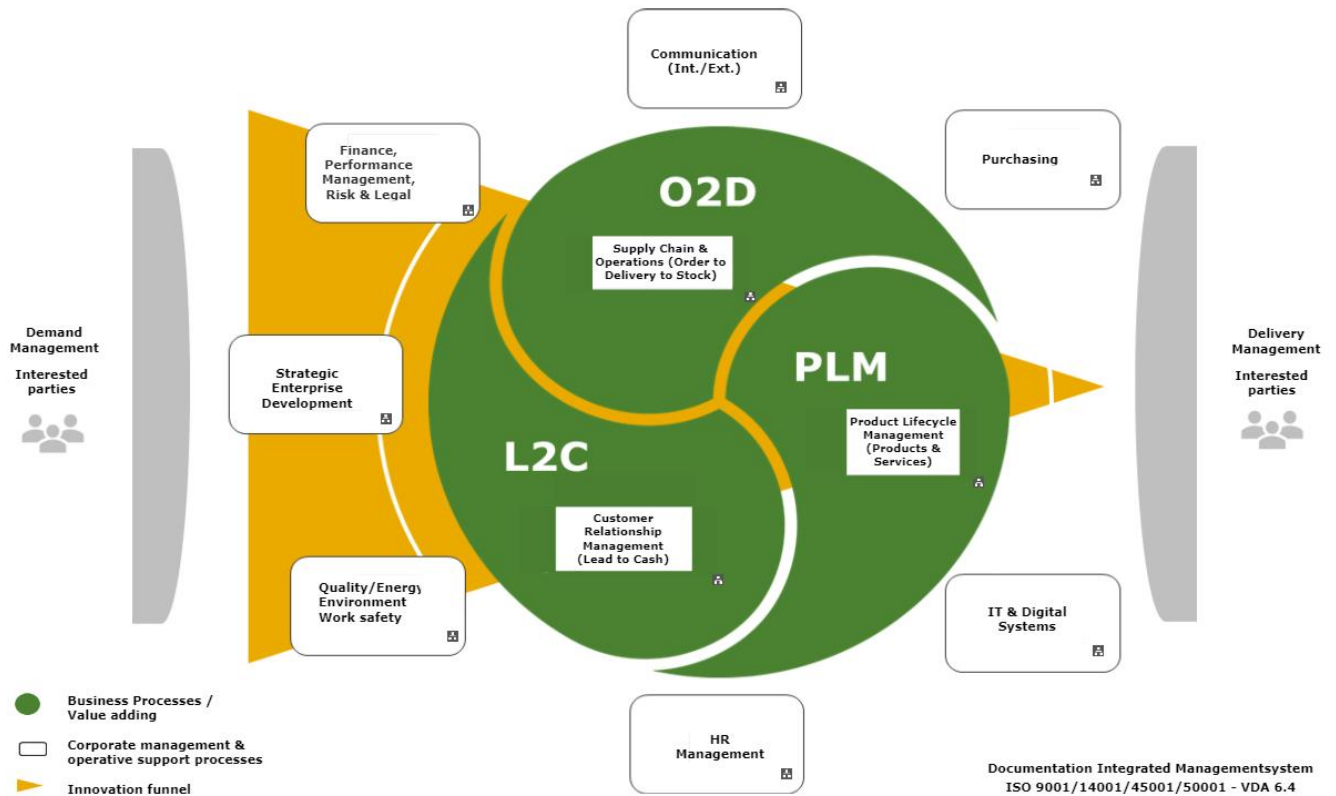 Communication
(Int./Ext.)
Finance,
Performance
Management,
Risk & Legal
Purchasing
O2D
Supply Chain &
Operations (Order to
Delivery to Stock)
Demand
Management
Interested
parties
Strategic
Enterprise
Development
PLM
Product Lifecycle
Management
(Products &
Services)
Delivery
Management
Interested
parties
L2C
Customer
Relationship
Management
(Lead to Cash)
Quality/Energy
Environment
Work safety
IT & Digital
Systems
HR
Management
Business Processes /
Value adding
Corporate management &
operative support processes
Innovation funnel
Documentation Integrated Managementsystem
ISO 9001/14001/45001/50001 - VDA 6.4